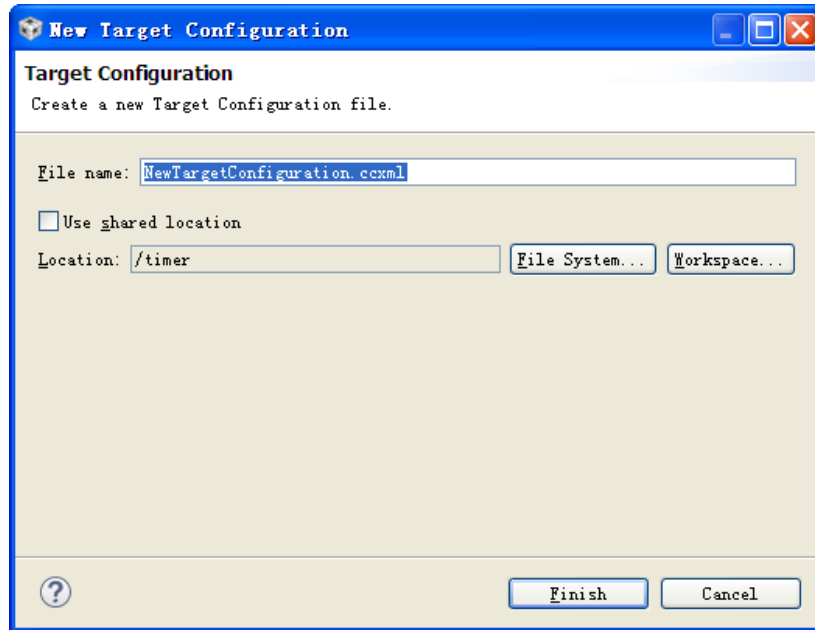 New Target Configuration
Target Configuration
Create a new Target Configuration file.
File name: NewTargetConfiguration.ccxml
Use shared location
Location: /timer File System... Workspace...
? Finish Cancel